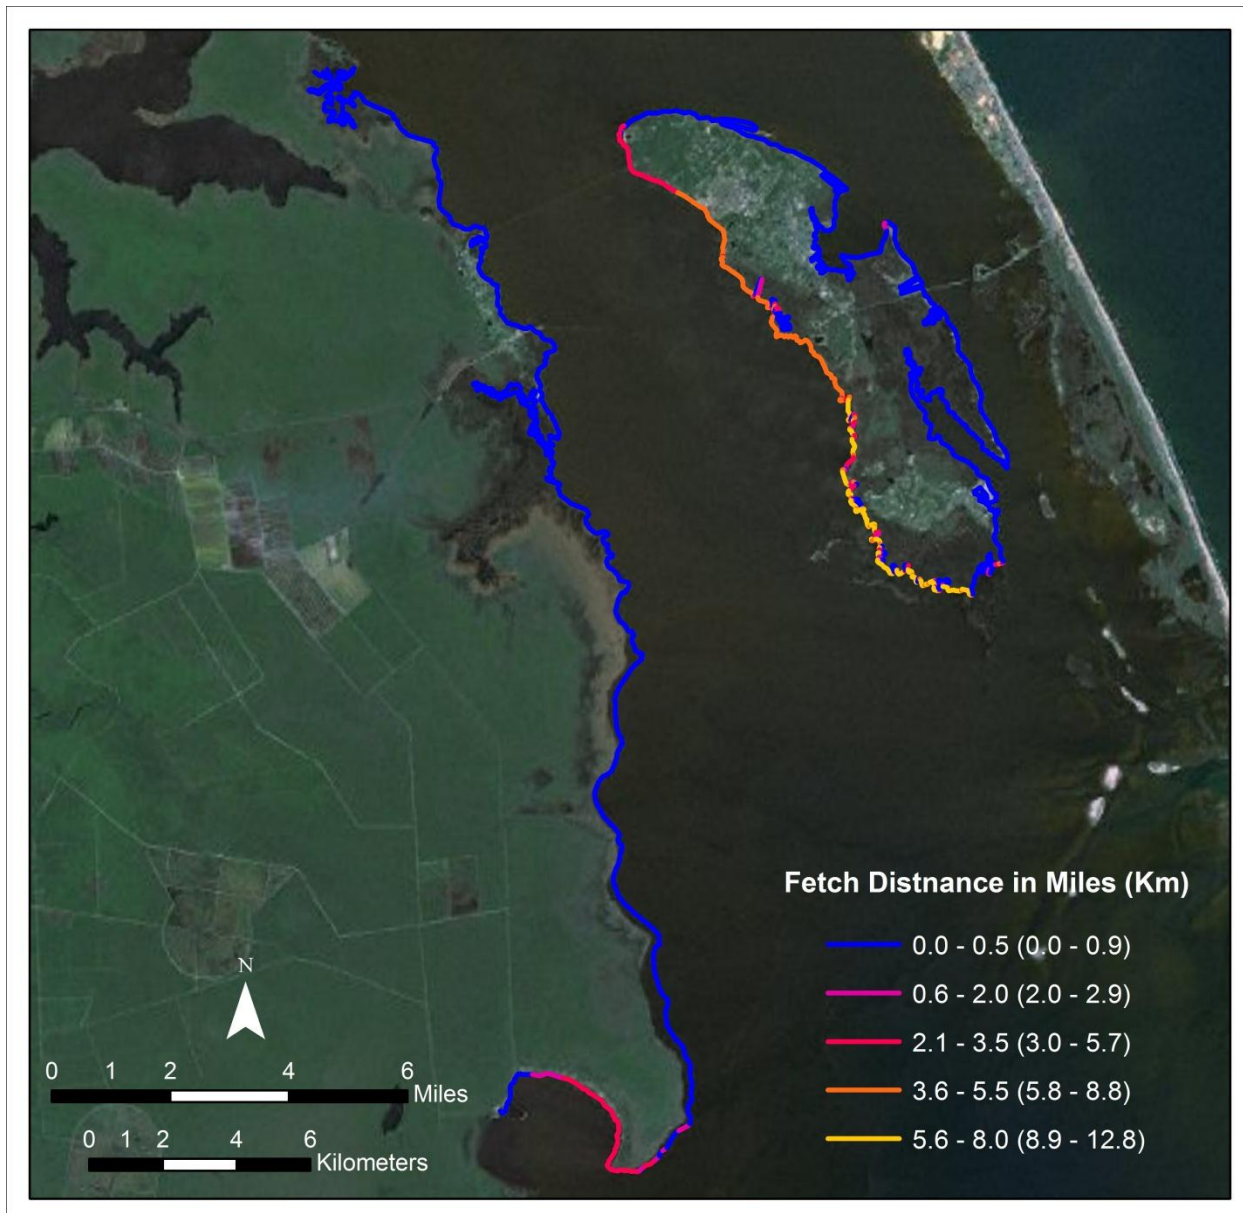 Fetch Distnance in Miles (Km)
0.0 - 0.5 (0.0 - 0.9)
0.6 - 2.0 (2.0 - 2.9)
2.1 - 3.5 (3.0 - 5.7)
3.6 - 5.5 (5.8 - 8.8)
5.6 - 8.0 (8.9 - 12.8)
N
0 1 2 4 6
Miles
0 1 2 4 6
Kilometers